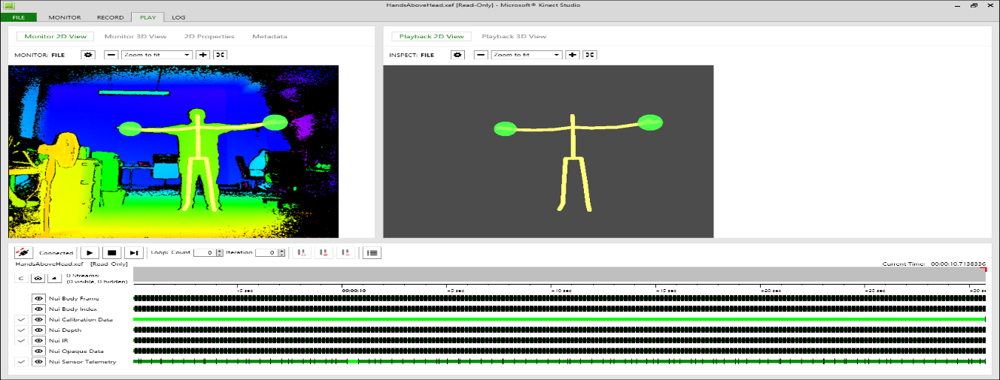 HandsAboveHead.xef [Read-Only] - Microsoft® Kinect Studio
FILE MONITOR RECORD PLAY LOG
Monitor 2D View Monitor 3D View 2D Properties Metadata
Playback 2D View Playback 3D View
MONITOR: FILE Zoom to fit
INSPECT: FILE Zoom to fit
Connected Loop: Count 0 Iteration 0
HandsAboveHead.xef [Read-Only]
Current Time: 00:00:10.7138336
C 0 Streams:
(0 visible, 0 hidden)
-5 sec 00:00:10 +5 sec +10 sec +15 sec +20 sec +25 sec +30 se
Nui Body Frame
Nui Body Index
Nui Calibration Data
Nui Depth
Nui IR
Nui Opaque Data
Nui Sensor Telemetry